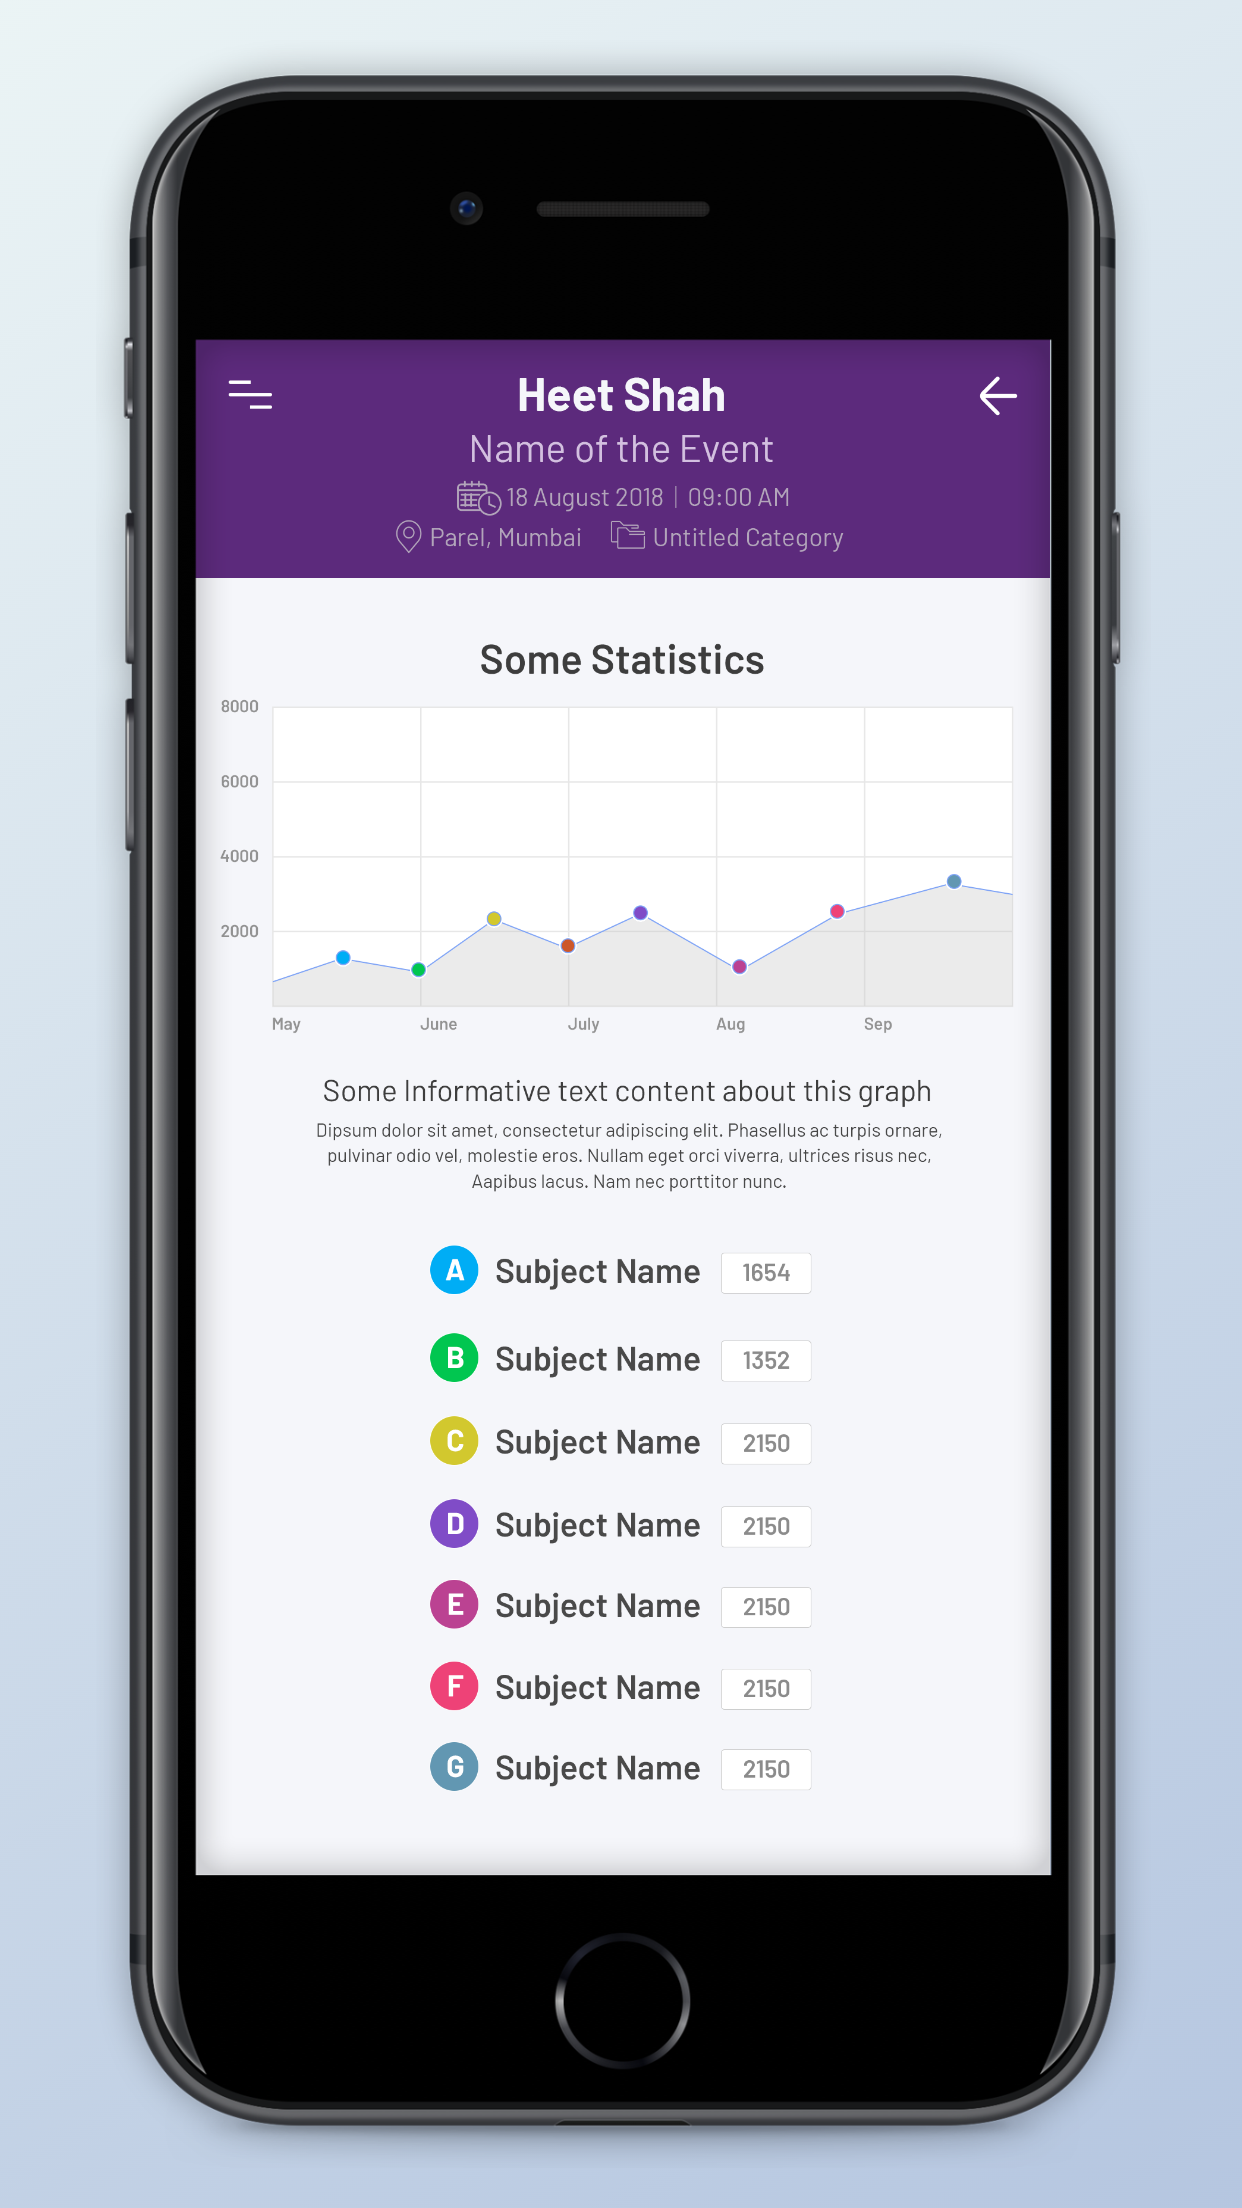 Heet Shah
Name of the Event
18 August 2018 | 09:00 AM
Parel, Mumbai Untitled Category
Some Statistics
8000
6000
4000
2000
May June July Aug Sep
Some Informative text content about this graph
Dipsum dolor sit amet, consectetur adipiscing elit. Phasellus ac turpis ornare,
pulvinar odio vel, molestie eros. Nullam eget orci viverra, ultrices risus nec,
Aapibus lacus. Nam nec porttitor nunc.
A Subject Name 1654
B Subject Name 1352
C Subject Name 2150
D Subject Name 2150
E Subject Name 2150
F Subject Name 2150
G Subject Name 2150